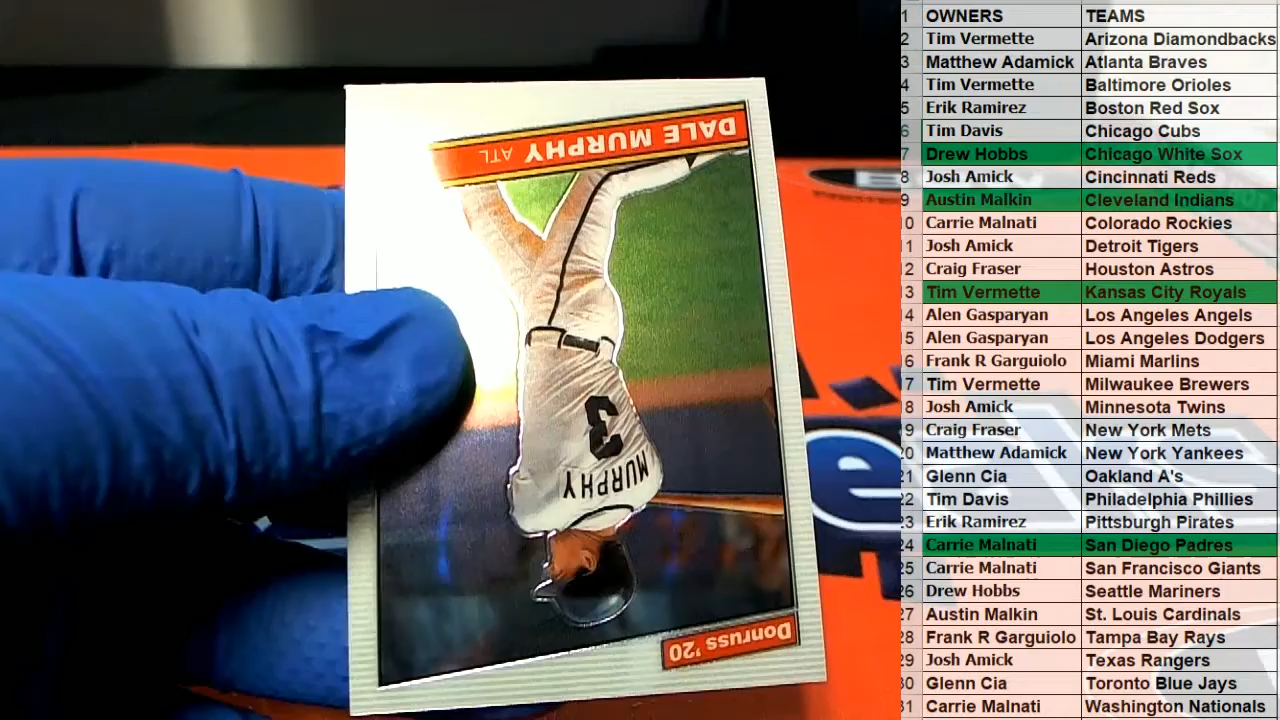 DALE MURPHY ATL
MURPHY
3
Donruss '20
1 OWNERS TEAMS
2 Tim Vermette Arizona Diamondbacks
3 Matthew Adamick Atlanta Braves
4 Tim Vermette Baltimore Orioles
5 Erik Ramirez Boston Red Sox
6 Tim Davis Chicago Cubs
7 Drew Hobbs Chicago White Sox
8 Josh Amick Cincinnati Reds
9 Austin Malkin Cleveland Indians
10 Carrie Malnati Colorado Rockies
11 Josh Amick Detroit Tigers
12 Craig Fraser Houston Astros
13 Tim Vermette Kansas City Royals
14 Alen Gasparyan Los Angeles Angels
15 Alen Gasparyan Los Angeles Dodgers
16 Frank R Garguiolo Miami Marlins
17 Tim Vermette Milwaukee Brewers
18 Josh Amick Minnesota Twins
19 Craig Fraser New York Mets
20 Matthew Adamick New York Yankees
21 Glenn Cia Oakland A's
22 Tim Davis Philadelphia Phillies
23 Erik Ramirez Pittsburgh Pirates
24 Carrie Malnati San Diego Padres
25 Carrie Malnati San Francisco Giants
26 Drew Hobbs Seattle Mariners
27 Austin Malkin St. Louis Cardinals
28 Frank R Garguiolo Tampa Bay Rays
29 Josh Amick Texas Rangers
30 Glenn Cia Toronto Blue Jays
31 Carrie Malnati Washington Nationals